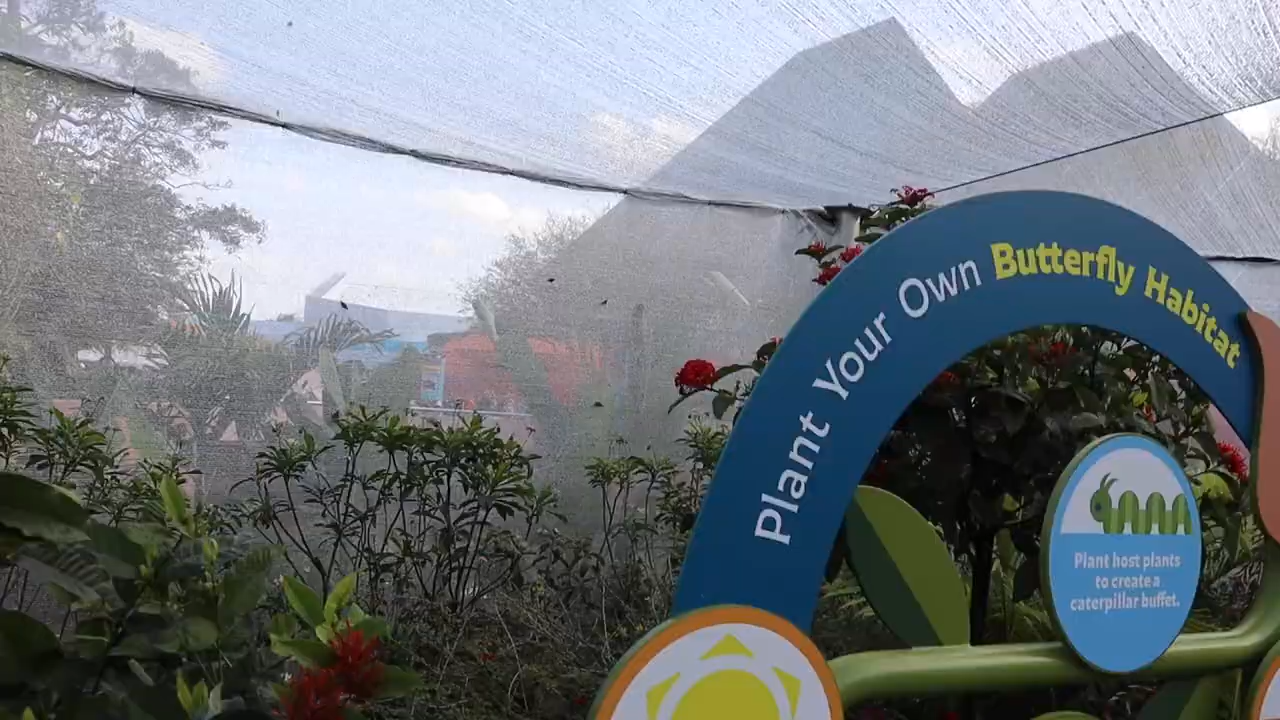 Plant Your Own Butterfly Habitat
Plant host plants
to create a
caterpillar buffet.